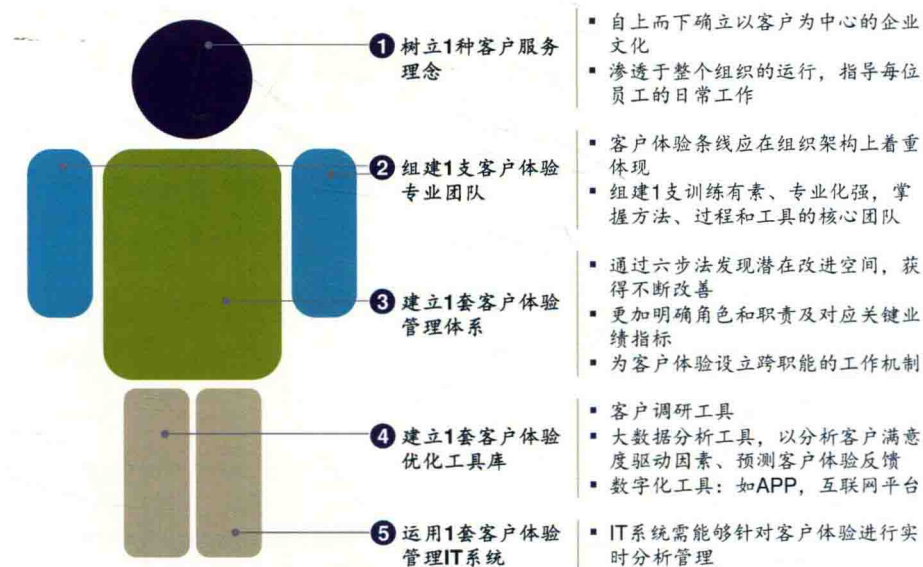 1 树立1种客户服务
理念
▪ 自上而下确立以客户为中心的企业
文化
▪ 渗透于整个组织的运行，指导每位
员工的日常工作
2 组建1支客户体验
专业团队
▪ 客户体验条线应在组织架构上着重
体现
▪ 组建1支训练有素、专业化强，掌
握方法、过程和工具的核心团队
3 建立1套客户体验
管理体系
▪ 通过六步法发现潜在改进空间，获
得不断改善
▪ 更加明确角色和职责及对应关键业
绩指标
▪ 为客户体验设立跨职能的工作机制
4 建立1套客户体验
优化工具库
▪ 客户调研工具
▪ 大数据分析工具，以分析客户满意
度驱动因素、预测客户体验反馈
▪ 数字化工具：如APP，互联网平台
5 运用1套客户体验
管理IT系统
▪ IT系统需能够针对客户体验进行实
时分析管理